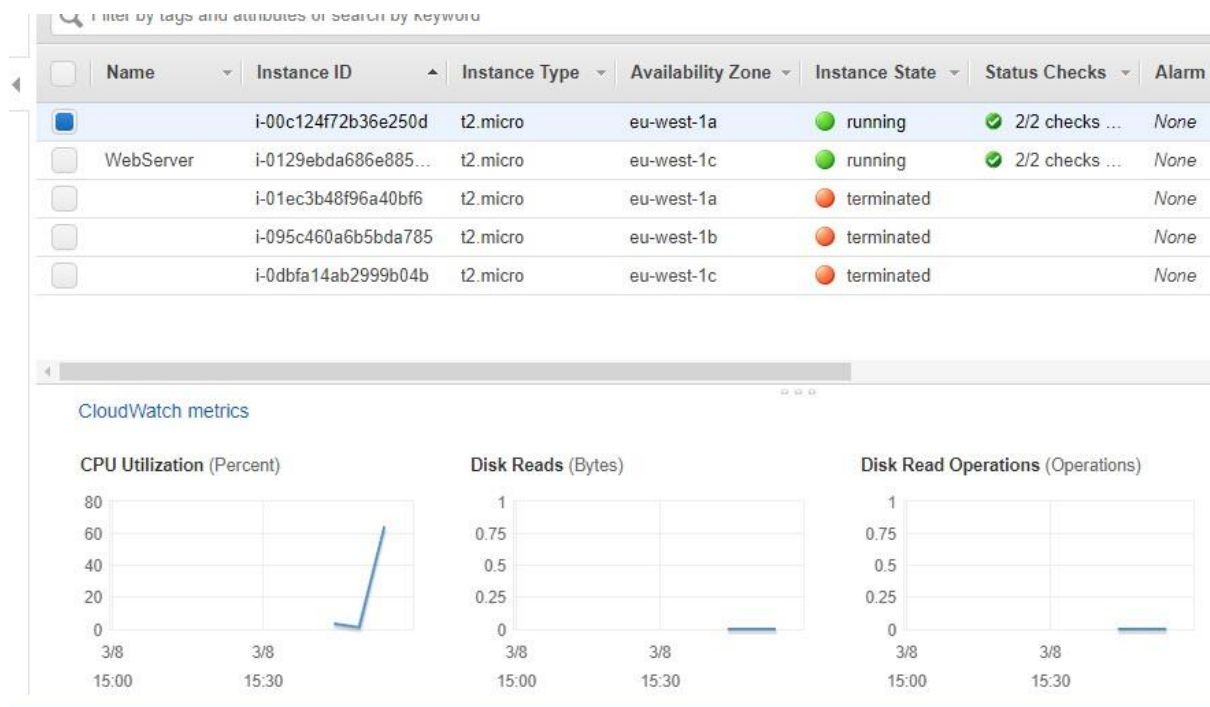 Filter by tags and attributes or search by keyword
Name Instance ID Instance Type Availability Zone Instance State Status Checks Alarm
i-00c124f72b36e250d t2.micro eu-west-1a running 2/2 checks ... None
WebServer i-0129ebda686e885... t2.micro eu-west-1c running 2/2 checks ... None
i-01ec3b48f96a40bf6 t2.micro eu-west-1a terminated None
i-095c460a6b5bda785 t2.micro eu-west-1b terminated None
i-0dbfa14ab2999b04b t2.micro eu-west-1c terminated None
CloudWatch metrics
CPU Utilization (Percent) Disk Reads (Bytes) Disk Read Operations (Operations)
80 1 1
60 0.75 0.75
40 0.5 0.5
20 0.25 0.25
0 0 0
3/8 3/8 3/8 3/8 3/8 3/8
15:00 15:30 15:00 15:30 15:00 15:30